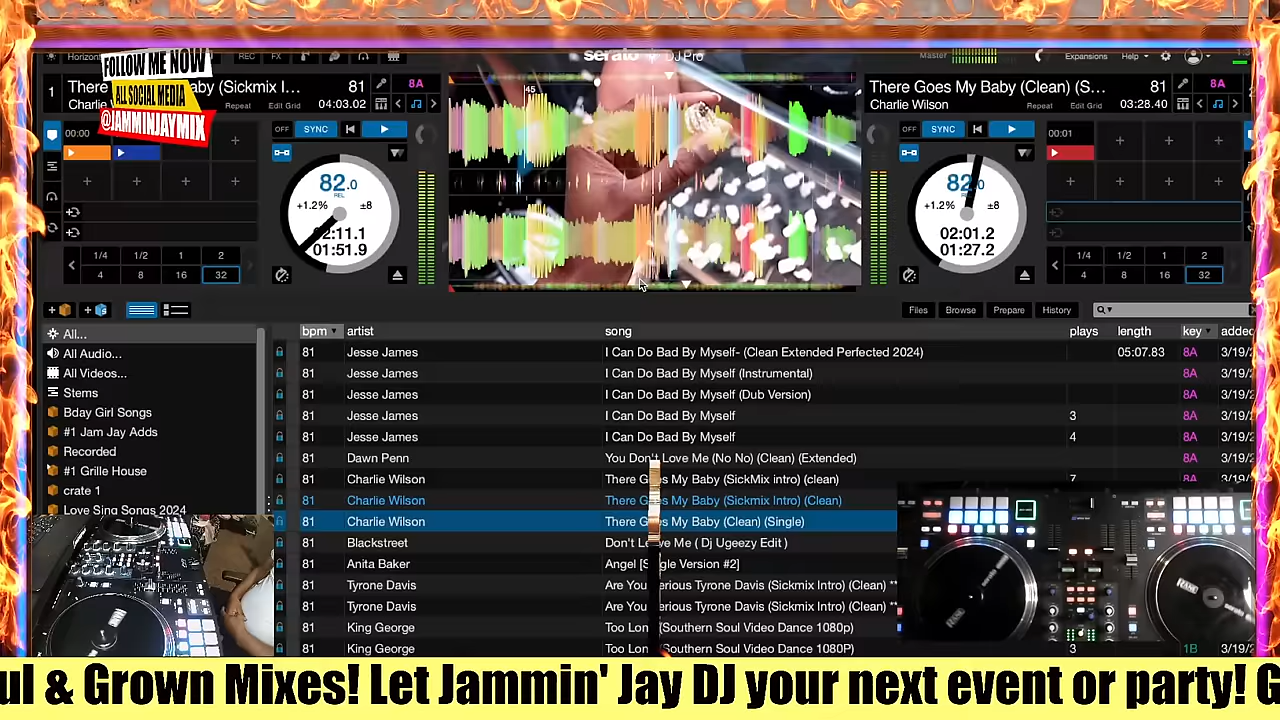 Horizon
REC
FX
serato DJ Pro
Master
Expansions
Help
FOLLOW ME NOW
ALL SOCIAL MEDIA
@JAMMINJAYMIX
1
There aby (Sickmix I...
81
8A
Charlie
Repeat
Edit Grid
04:03.02
There Goes My Baby (Clean) (S...
81
8A
Charlie Wilson
Repeat
Edit Grid
03:28.40
00:00
OFF
SYNC
45
OFF
SYNC
00:01
82.0
REL
+1.2%
±8
02:11.1
01:51.9
82.0
+1.2%
±8
02:01.2
01:27.2
1/4 1/2 1 2
4 8 16 32
1/4 1/2 1 2
4 8 16 32
Files
Browse
Prepare
History
All...
All Audio...
All Videos...
Stems
Bday Girl Songs
#1 Jam Jay Adds
Recorded
#1 Grille House
crate 1
Love Sing Songs 2024
bpm artist song plays length key added
81 Jesse James I Can Do Bad By Myself- (Clean Extended Perfected 2024) 05:07.83 8A 3/19/2
81 Jesse James I Can Do Bad By Myself (Instrumental) 8A 3/19/2
81 Jesse James I Can Do Bad By Myself (Dub Version) 8A 3/19/2
81 Jesse James I Can Do Bad By Myself 3 8A 3/19/2
81 Jesse James I Can Do Bad By Myself 4 8A 3/19/2
81 Dawn Penn You Don't Love Me (No No) (Clean) (Extended) 8A 3/19/2
81 Charlie Wilson There Goes My Baby (SickMix intro) (clean) 7 8A 3/19/2
81 Charlie Wilson There Goes My Baby (Sickmix Intro) (Clean)
81 Charlie Wilson There Goes My Baby (Clean) (Single)
81 Blackstreet Don't Leave Me ( Dj Ugeezy Edit )
81 Anita Baker Angel [Single Version #2]
81 Tyrone Davis Are You Serious Tyrone Davis (Sickmix Intro) (Clean) **
81 Tyrone Davis Are You Serious Tyrone Davis (Sickmix Intro) (Clean) **
81 King George Too Long (Southern Soul Video Dance 1080p)
81 King George Too Long (Southern Soul Video Dance 1080P) 1B 3/19/2
RANE
ul & Grown Mixes! Let Jammin' Jay DJ your next event or party! G